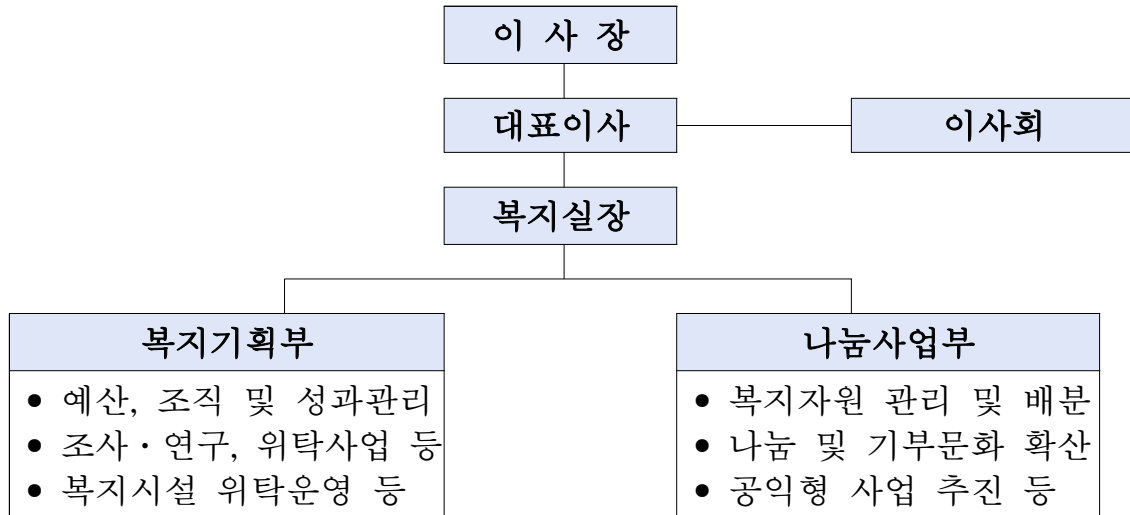 이 사 장
대표이사
이사회
복지실장
복지기획부
● 예산, 조직 및 성과관리
● 조사·연구, 위탁사업 등
● 복지시설 위탁운영 등
나눔사업부
● 복지자원 관리 및 배분
● 나눔 및 기부문화 확산
● 공익형 사업 추진 등